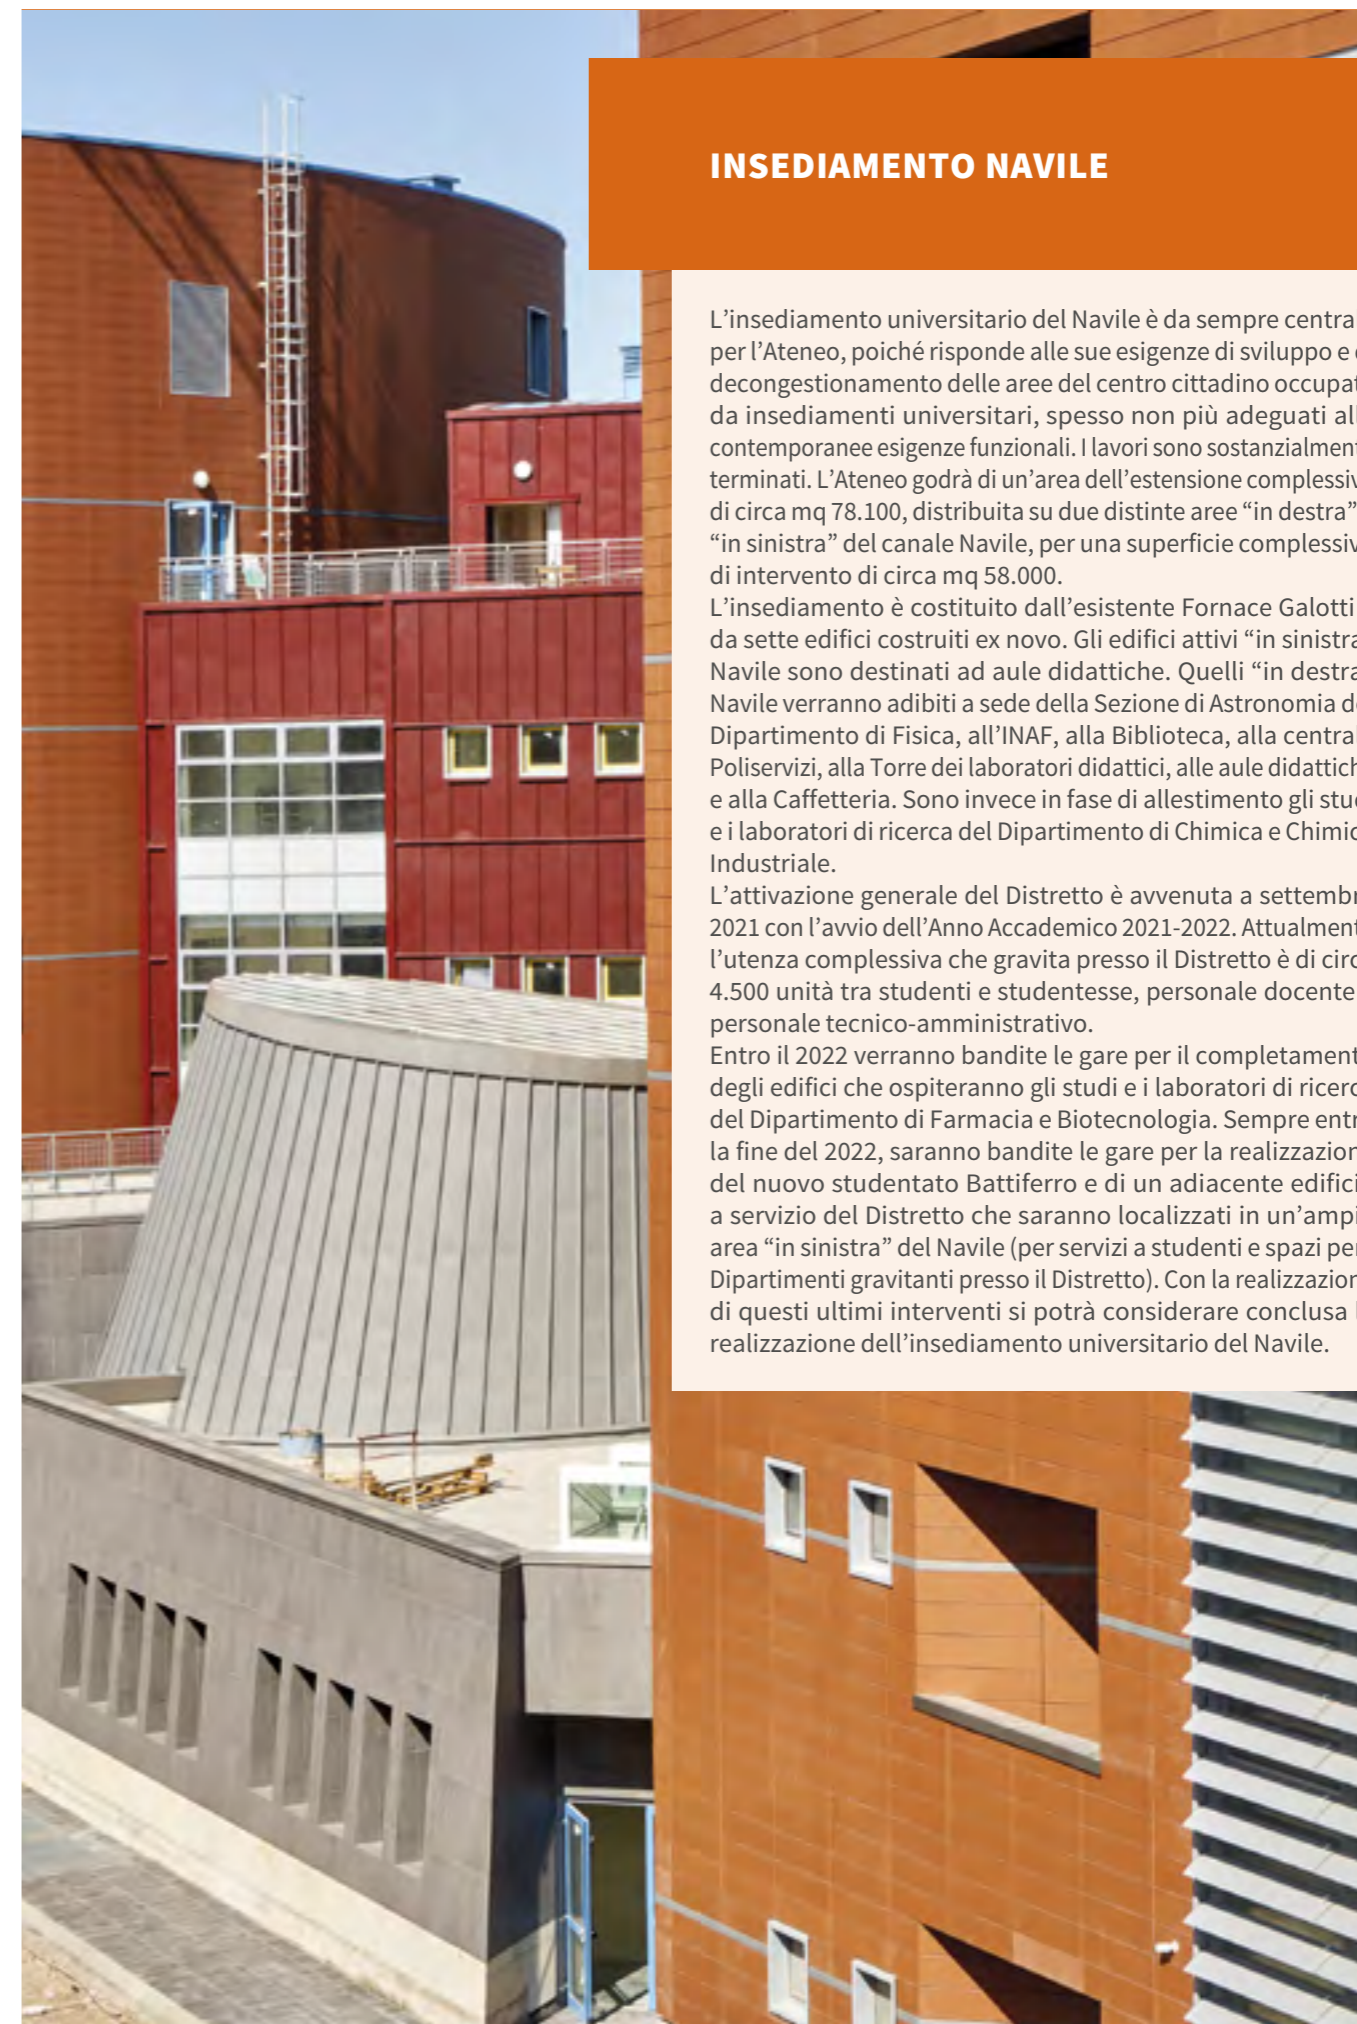 INSEDIAMENTO NAVILE
L’insediamento universitario del Navile è da sempre centra
per l’Ateneo, poiché risponde alle sue esigenze di sviluppo e
decongestionamento delle aree del centro cittadino occupat
da insediamenti universitari, spesso non più adeguati al
contemporanee esigenze funzionali. I lavori sono sostanzialment
terminati. L’Ateneo godrà di un’area dell’estensione complessiv
di circa mq 78.100, distribuita su due distinte aree “in destra”
“in sinistra” del canale Navile, per una superficie complessiv
di intervento di circa mq 58.000.
L’insediamento è costituito dall’esistente Fornace Galotti
da sette edifici costruiti ex novo. Gli edifici attivi “in sinistra
Navile sono destinati ad aule didattiche. Quelli “in destra
Navile verranno adibiti a sede della Sezione di Astronomia d
Dipartimento di Fisica, all’INAF, alla Biblioteca, alla centra
Poliservizi, alla Torre dei laboratori didattici, alle aule didattich
e alla Caffetteria. Sono invece in fase di allestimento gli stu
e i laboratori di ricerca del Dipartimento di Chimica e Chimic
Industriale.
L’attivazione generale del Distretto è avvenuta a settembr
2021 con l’avvio dell’Anno Accademico 2021-2022. Attualment
l’utenza complessiva che gravita presso il Distretto è di circ
4.500 unità tra studenti e studentesse, personale docente
personale tecnico-amministrativo.
Entro il 2022 verranno bandite le gare per il completament
degli edifici che ospiteranno gli studi e i laboratori di ricerc
del Dipartimento di Farmacia e Biotecnologia. Sempre entr
la fine del 2022, saranno bandite le gare per la realizzazion
del nuovo studentato Battiferro e di un adiacente edifici
a servizio del Distretto che saranno localizzati in un’ampi
area “in sinistra” del Navile (per servizi a studenti e spazi per
Dipartimenti gravitanti presso il Distretto). Con la realizzazion
di questi ultimi interventi si potrà considerare conclusa
realizzazione dell’insediamento universitario del Navile.